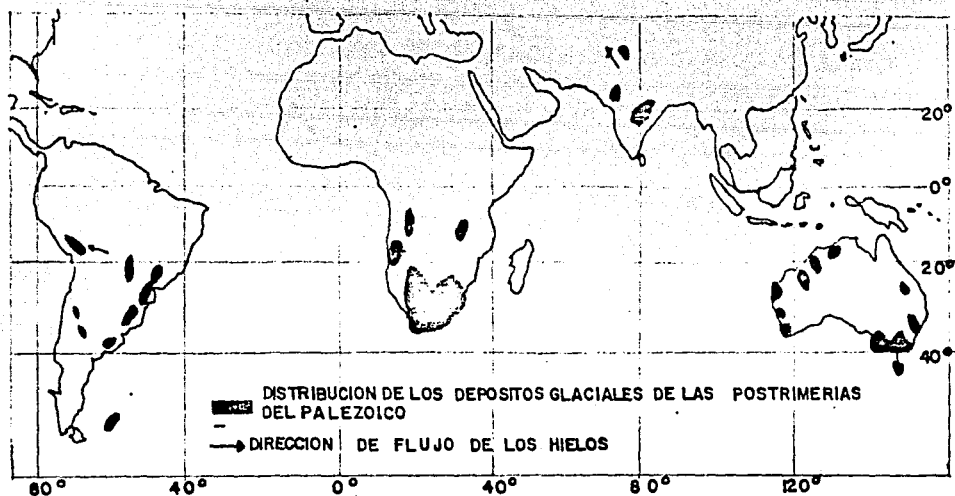 20°
0°
20°
40°
DISTRIBUCION DE LOS DEPOSITOS GLACIALES DE LAS POSTRIMERIAS
DEL PALEZOICO
DIRECCION DE FLUJO DE LOS HIELOS
80° 40° 0° 40° 80° 120°